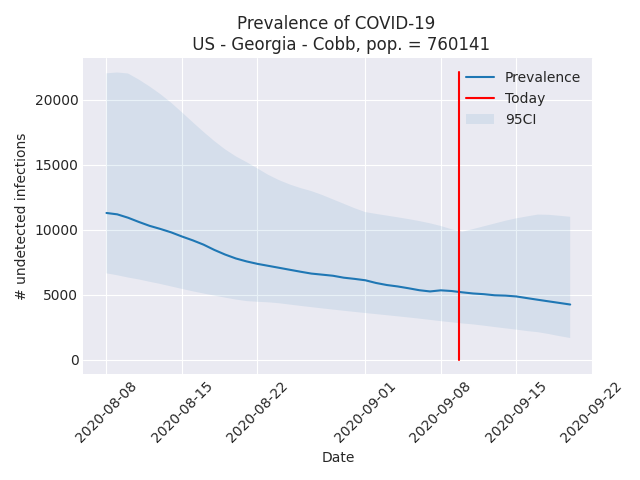 Prevalence of COVID-19
US - Georgia - Cobb, pop. = 760141
Prevalence
Today
95CI
20000
15000
10000
5000
0
# undetected infections
2020-08-08
2020-08-15
2020-08-22
2020-09-01
2020-09-08
2020-09-15
2020-09-22
Date